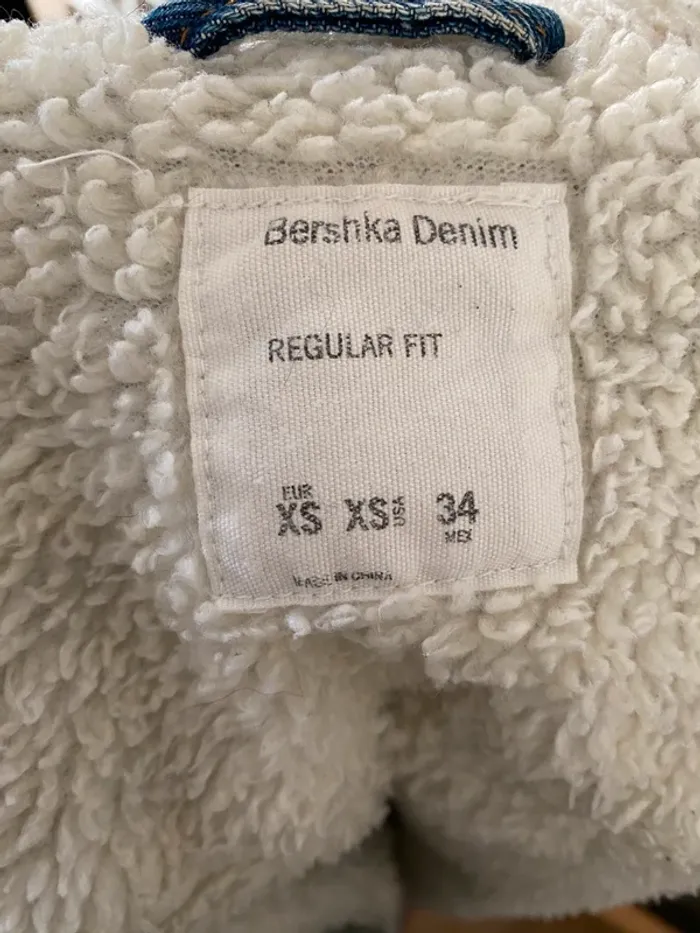 Bershka Denim
REGULAR FIT
EUR
XS XS USA 34
MEX
MADE IN CHINA